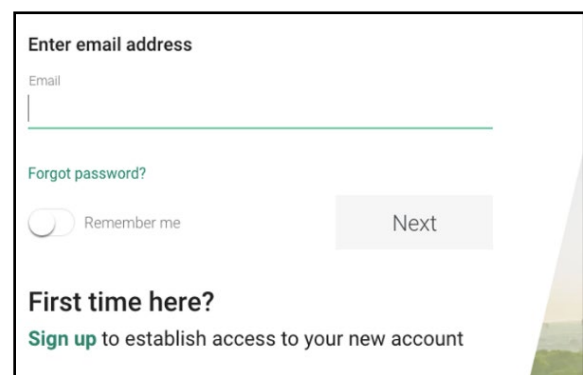 Enter email address
Email
Forgot password?
Remember me
Next
First time here?
Sign up to establish access to your new account